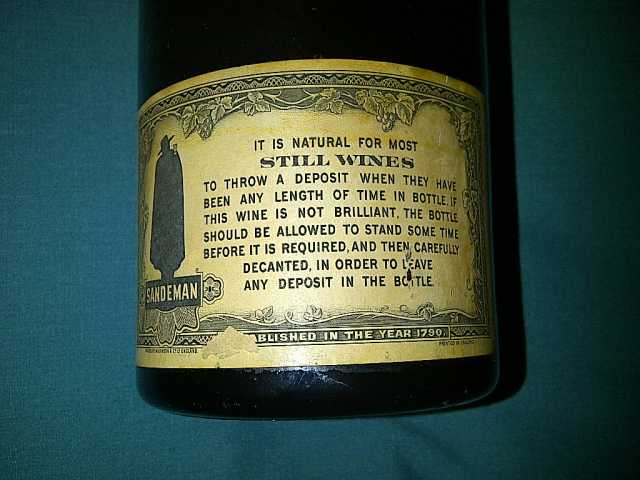 IT IS NATURAL FOR MOST
STILL WINES
TO THROW A DEPOSIT WHEN THEY HAVE
BEEN ANY LENGTH OF TIME IN BOTTLE. IF
THIS WINE IS NOT BRILLIANT, THE BOTTLE
SHOULD BE ALLOWED TO STAND SOME TIME
BEFORE IT IS REQUIRED, AND THEN CAREFULLY
DECANTED, IN ORDER TO LEAVE
ANY DEPOSIT IN THE BOTTLE.
SANDEMAN
BLISHED IN THE YEAR 1790.
PRINTED IN ENGLAND